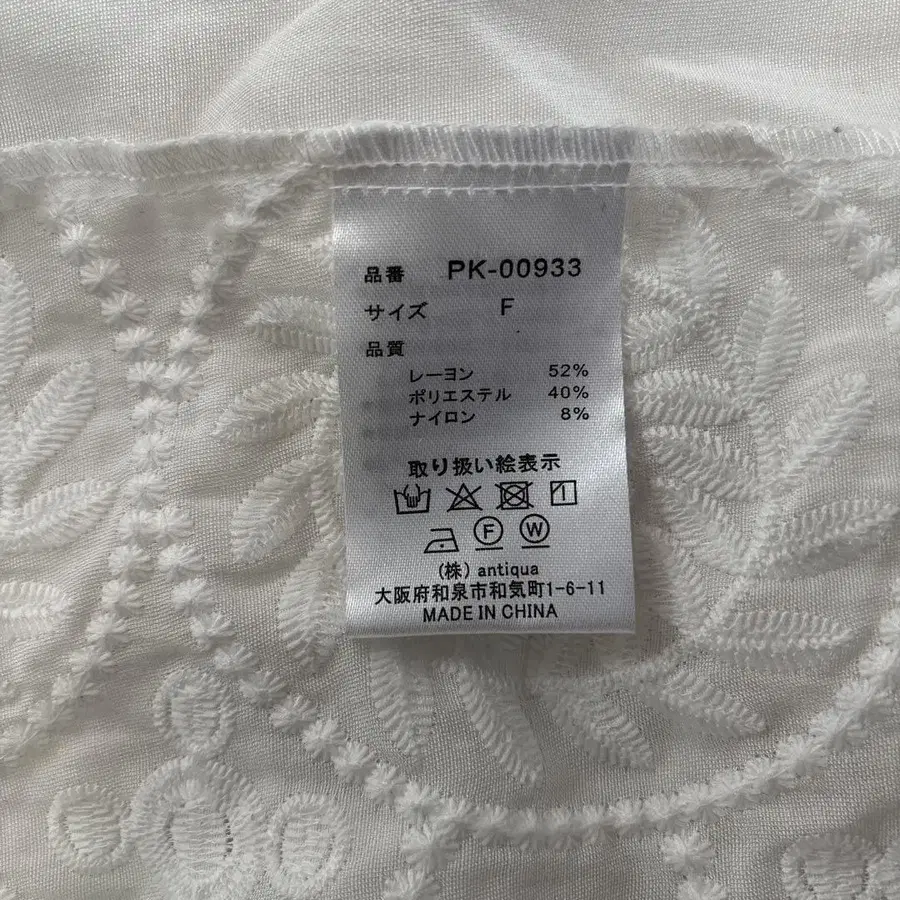 品番 PK-00933
サイズ F
品質
レーヨン 52%
ポリエステル 40%
ナイロン 8%
取り扱い絵表示
F W
(株) antiqua
大阪府和泉市和気町1-6-11
MADE IN CHINA